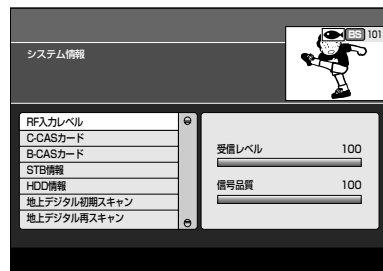 BS 101
システム情報
RF入力レベル
C-CASカード
B-CASカード
STB情報
HDD情報
地上デジタル初期スキャン
地上デジタル再スキャン
受信レベル 100
信号品質 100